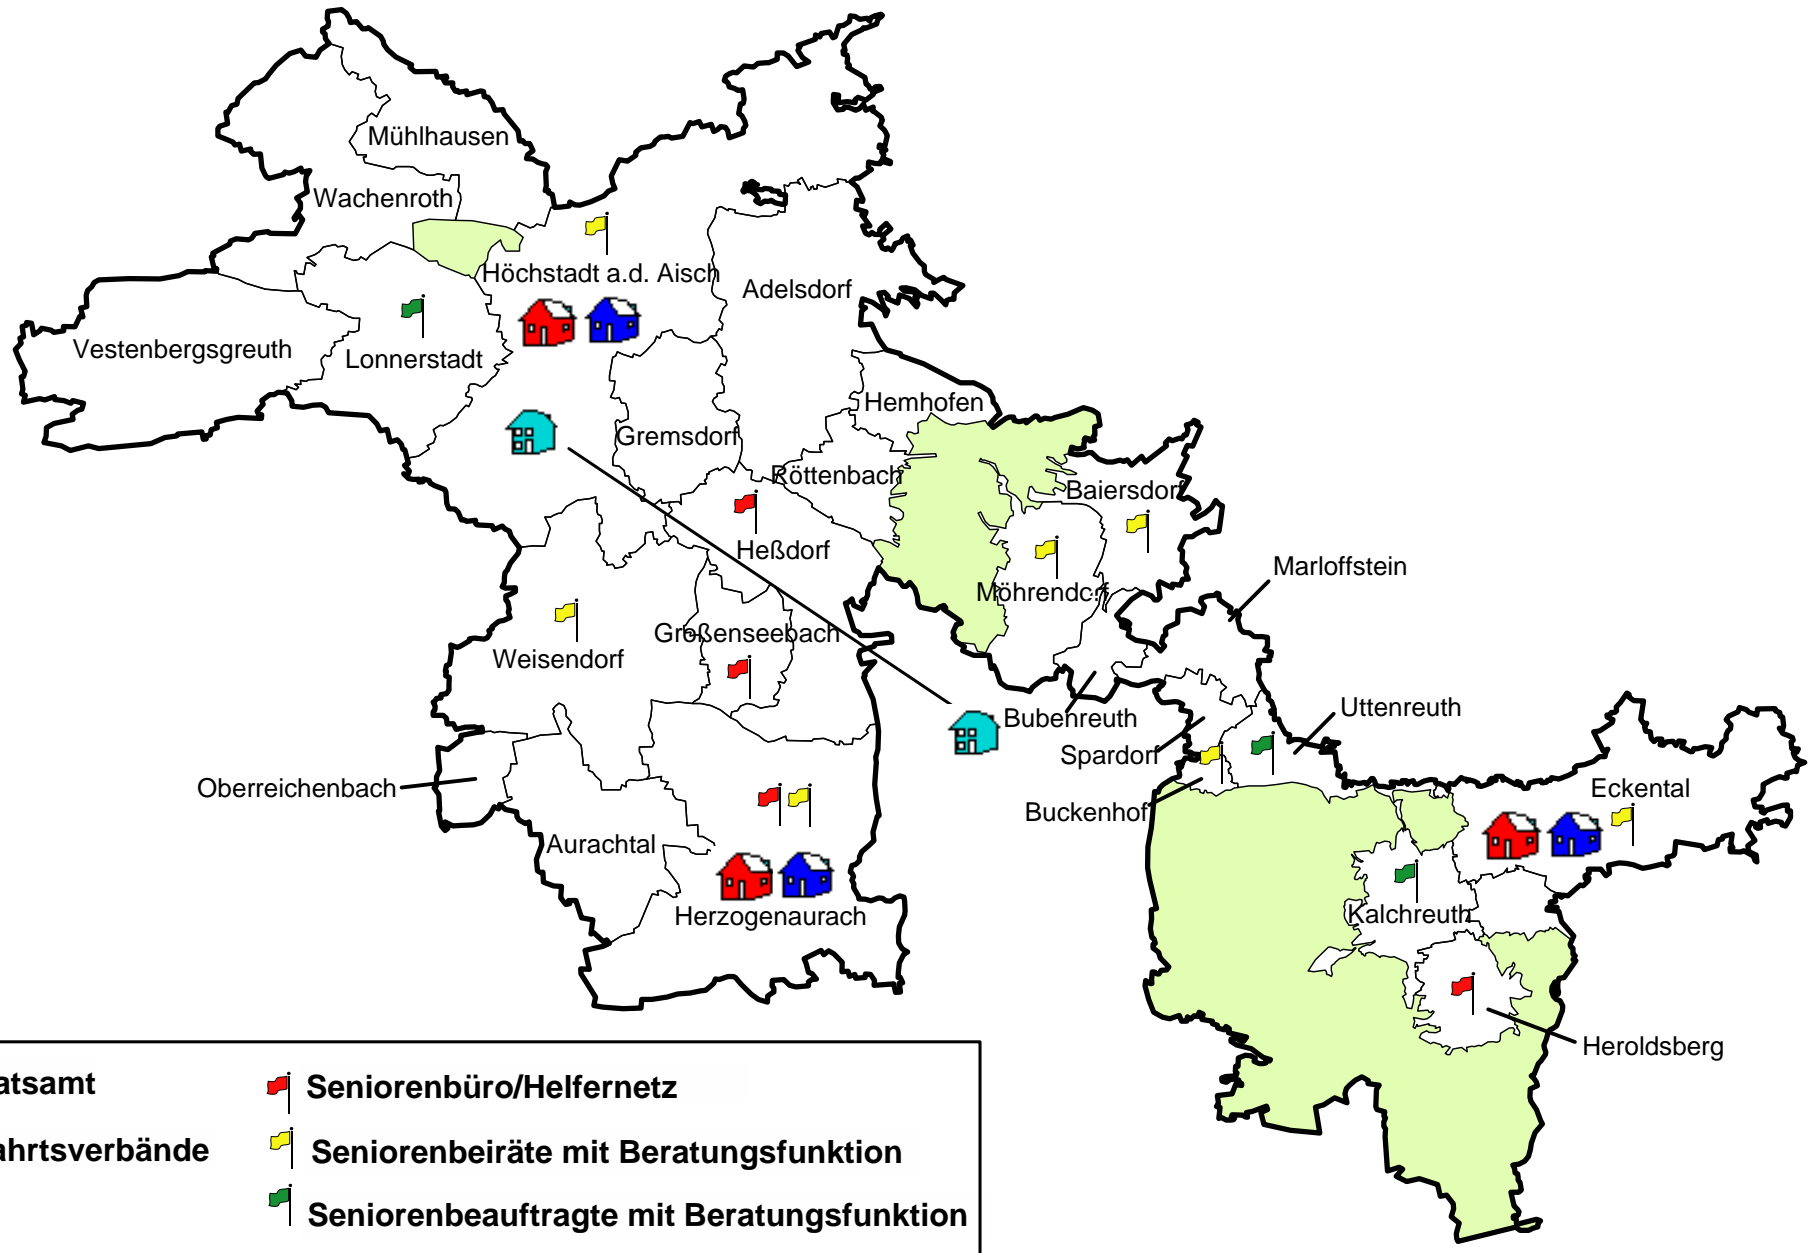 Mühlhausen
Wachenroth
Höchstadt a.d. Aisch
Adelsdorf
Vestenbergsgreuth
Lonnerstadt
Hemhofen
Gremsdorf
Röttenbach
Baiersdorf
Heßdorf
Marloffstein
Möhrendorf
Großenseebach
Weisendorf
Bubenreuth
Uttenreuth
Spardorf
Oberreichenbach
Eckental
Buckenhof
Aurachtal
Herzogenaurach
Kalchreuth
Heroldsberg
atsamt
Seniorenbüro/Helfernetz
ahrtsverbände
Seniorenbeiräte mit Beratungsfunktion
Seniorenbeauftragte mit Beratungsfunktion